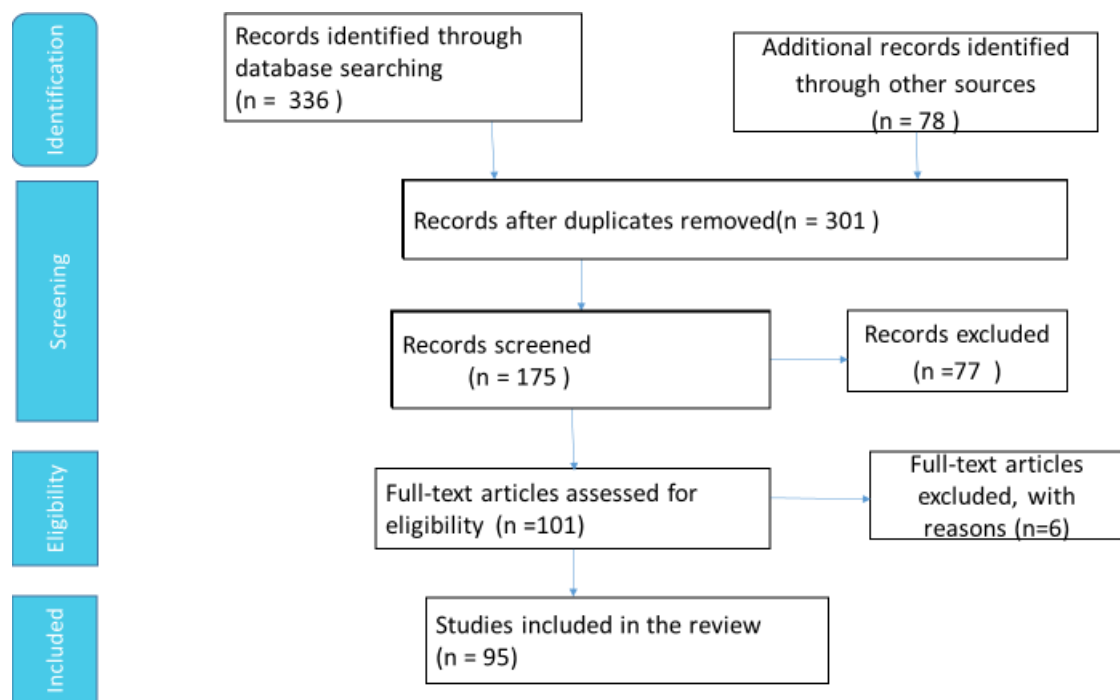 Identification
Records identified through
database searching
(n =  336 )
Additional records identified
through other sources
(n = 78 )
Screening
Records after duplicates removed(n = 301 )
Records screened
(n = 175 )
Records excluded
(n =77  )
Eligibility
Full-text articles assessed for
eligibility  (n =101)
Full-text articles
excluded, with
reasons (n=6)
Included
Studies included in the review
(n = 95)